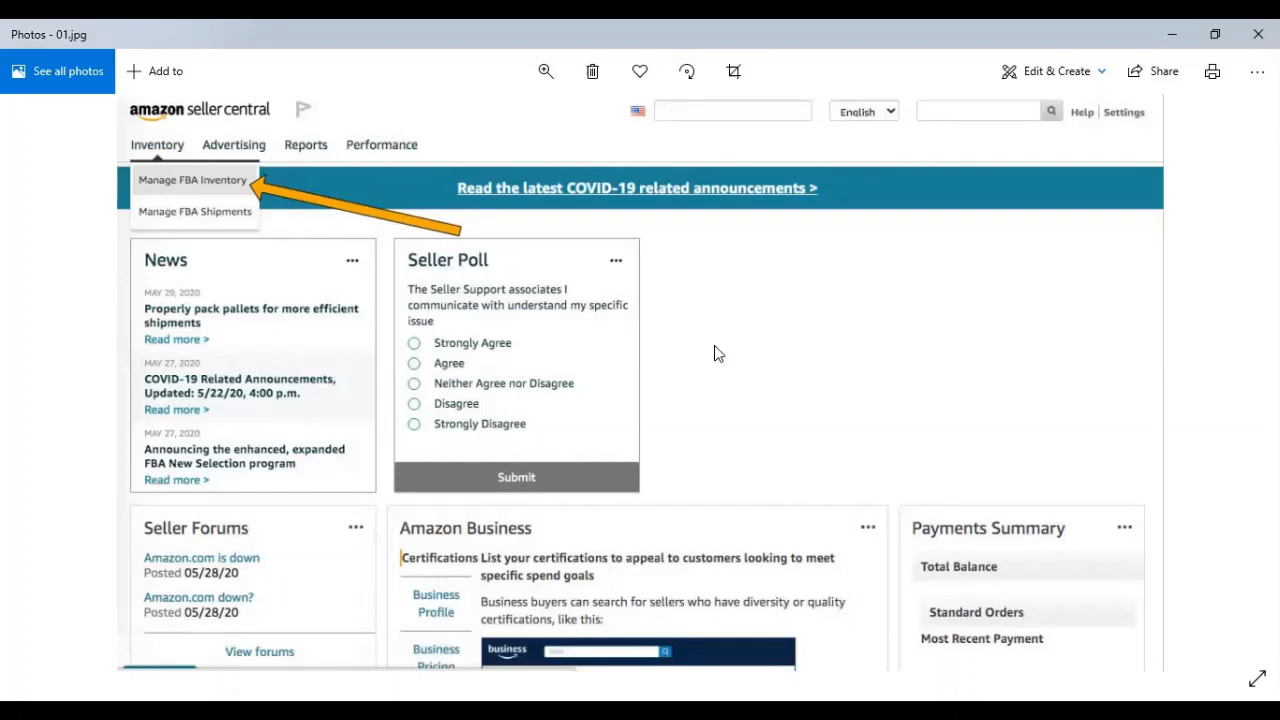 Photos - 01.jpg
See all photos
Add to
Edit & Create
Share
amazon seller central
English
Help | Settings
Inventory
Advertising
Reports
Performance
Manage FBA Inventory
Manage FBA Shipments
Read the latest COVID-19 related announcements >
News
MAY 29, 2020
Properly pack pallets for more efficient
shipments
Read more >
MAY 27, 2020
COVID-19 Related Announcements,
Updated: 5/22/20, 4:00 p.m.
Read more >
MAY 27, 2020
Announcing the enhanced, expanded
FBA New Selection program
Read more >
Seller Poll
The Seller Support associates I
communicate with understand my specific
issue
Strongly Agree
Agree
Neither Agree nor Disagree
Disagree
Strongly Disagree
Submit
Seller Forums
Amazon.com is down
Posted 05/28/20
Amazon.com down?
Posted 05/28/20
View forums
Amazon Business
Certifications
Business
Profile
Business
Pricing
List your certifications to appeal to customers looking to meet
specific spend goals
Business buyers can search for sellers who have diversity or quality
certifications, like this:
business
Payments Summary
Total Balance
Standard Orders
Most Recent Payment